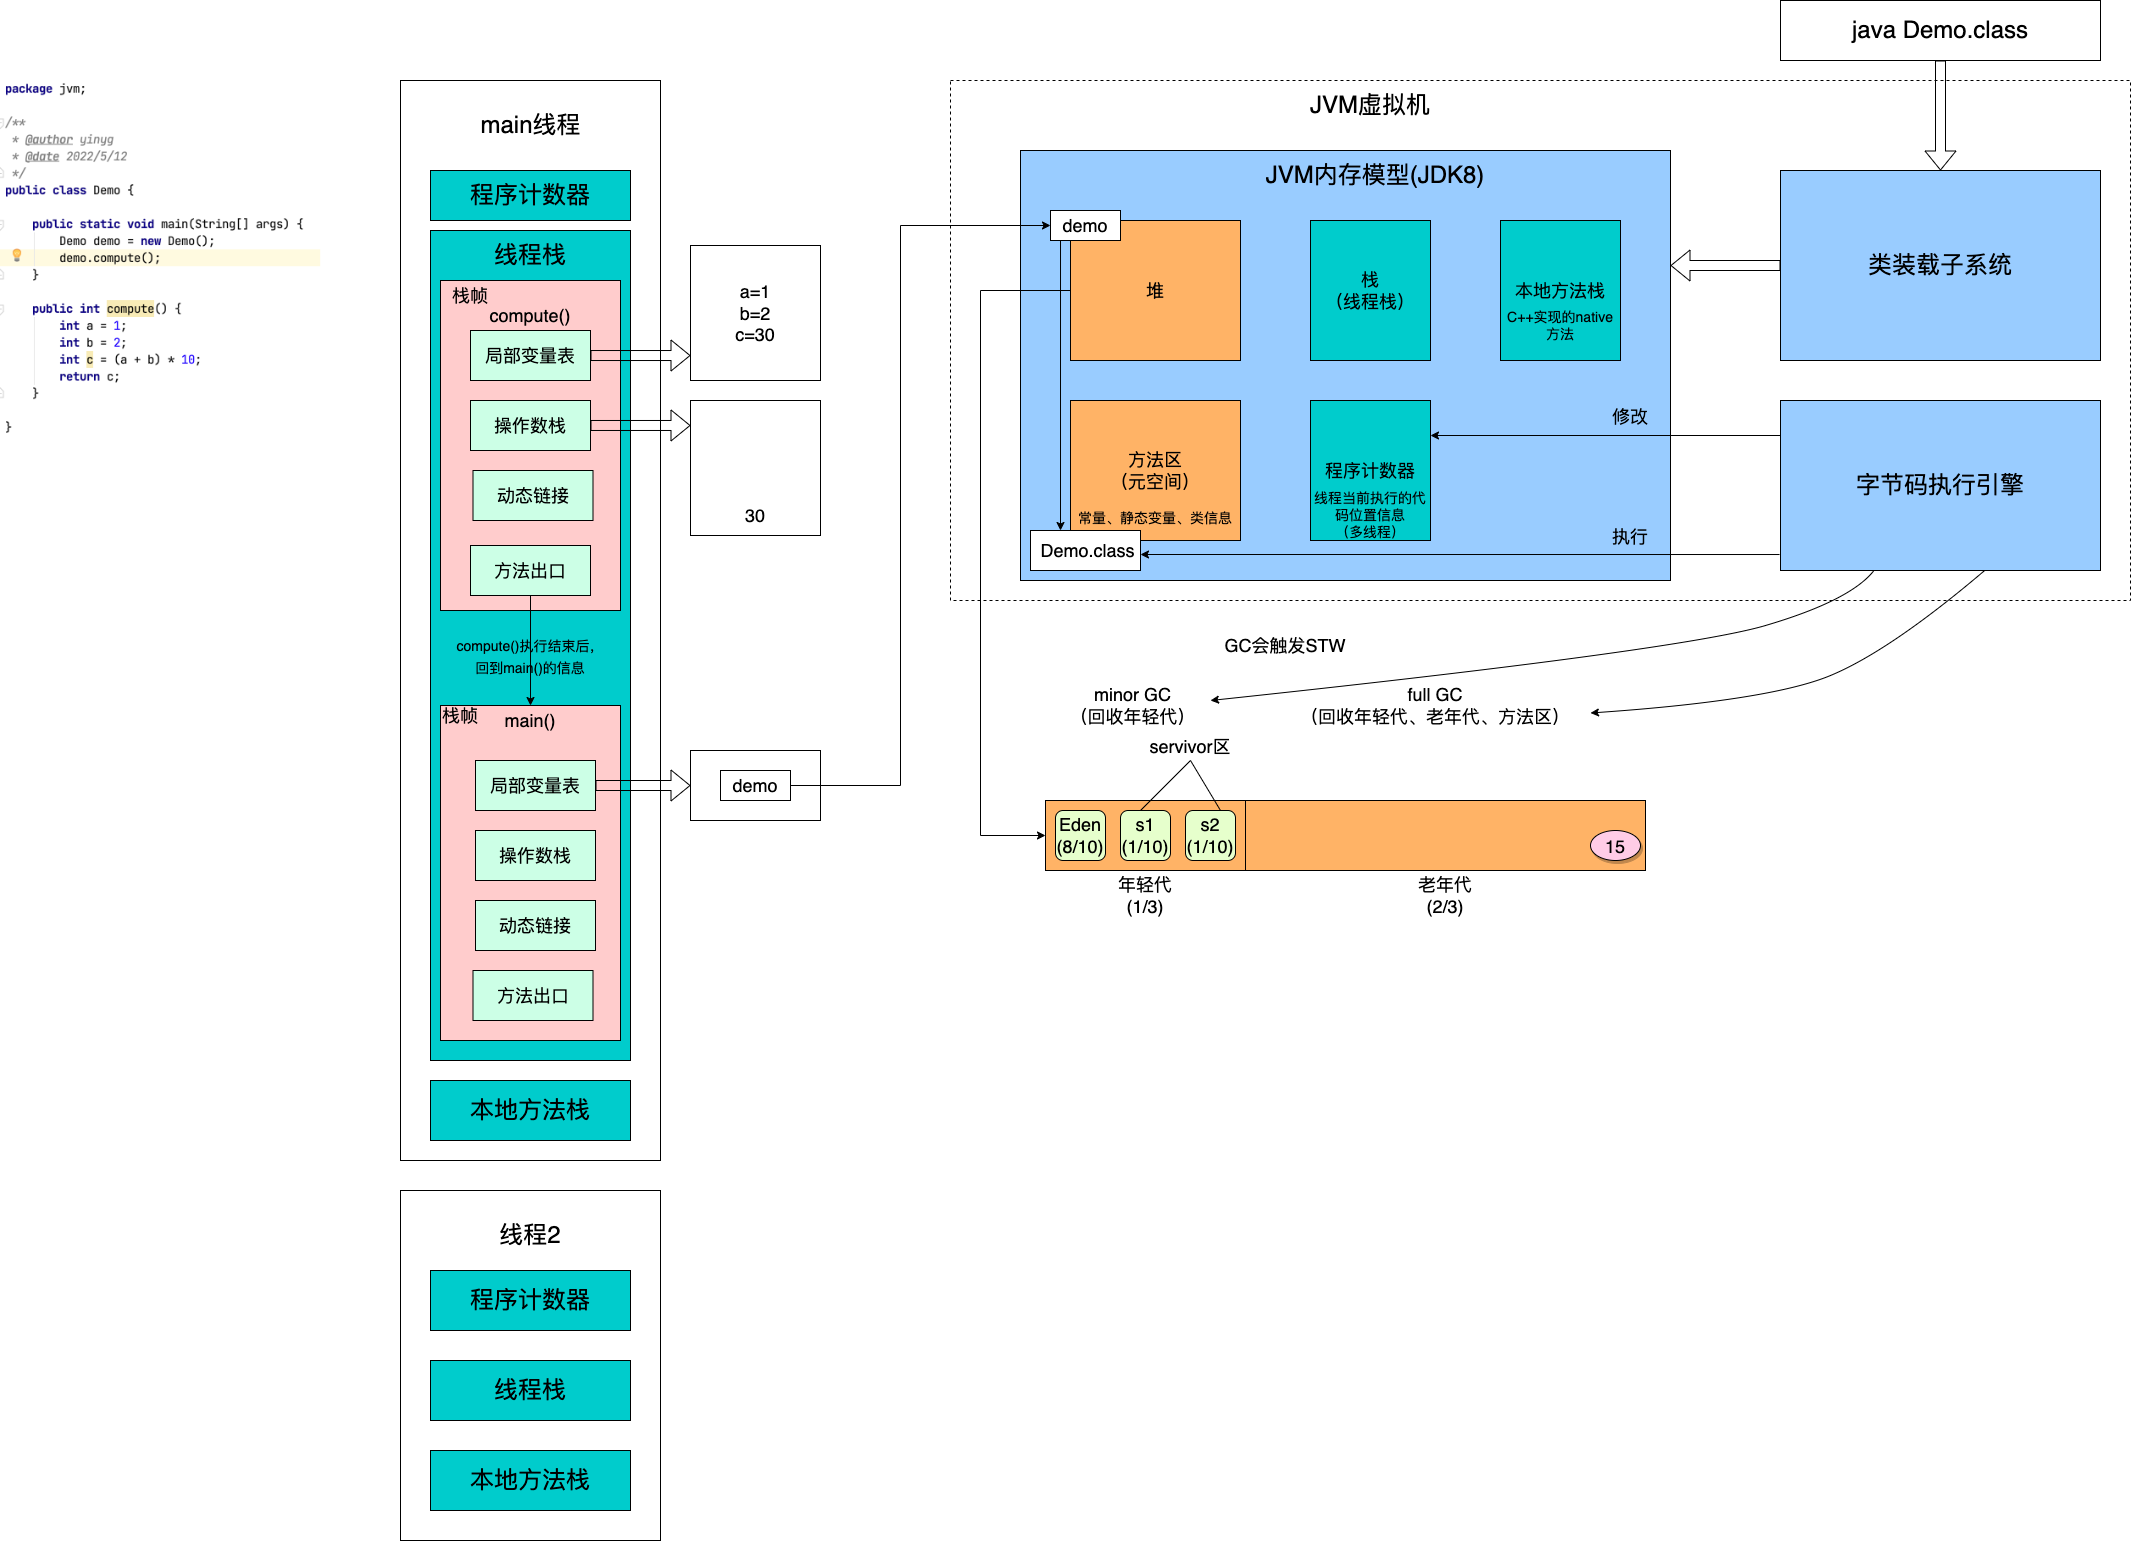 package jvm;
/**
 * @author yinyg
 * @date 2022/5/12
 */
public class Demo {
    public static void main(String[] args) {
        Demo demo = new Demo();
        demo.compute();
    }
    public int compute() {
        int a = 1;
        int b = 2;
        int c = (a + b) * 10;
        return c;
    }
}
main线程
程序计数器
线程栈
栈帧
compute()
局部变量表
操作数栈
动态链接
方法出口
compute()执行结束后，
回到main()的信息
栈帧
main()
局部变量表
操作数栈
动态链接
方法出口
本地方法栈
a=1
b=2
c=30
30
demo
线程2
程序计数器
线程栈
本地方法栈
java Demo.class
JVM虚拟机
JVM内存模型(JDK8)
demo
堆
栈
（线程栈）
本地方法栈
C++实现的native
方法
方法区
（元空间）
常量、静态变量、类信息
Demo.class
程序计数器
线程当前执行的代
码位置信息
（多线程）
类装载子系统
字节码执行引擎
修改
执行
GC会触发STW
minor GC
（回收年轻代）
full GC
（回收年轻代、老年代、方法区）
servivor区
Eden
(8/10)
s1
(1/10)
s2
(1/10)
15
年轻代
(1/3)
老年代
(2/3)